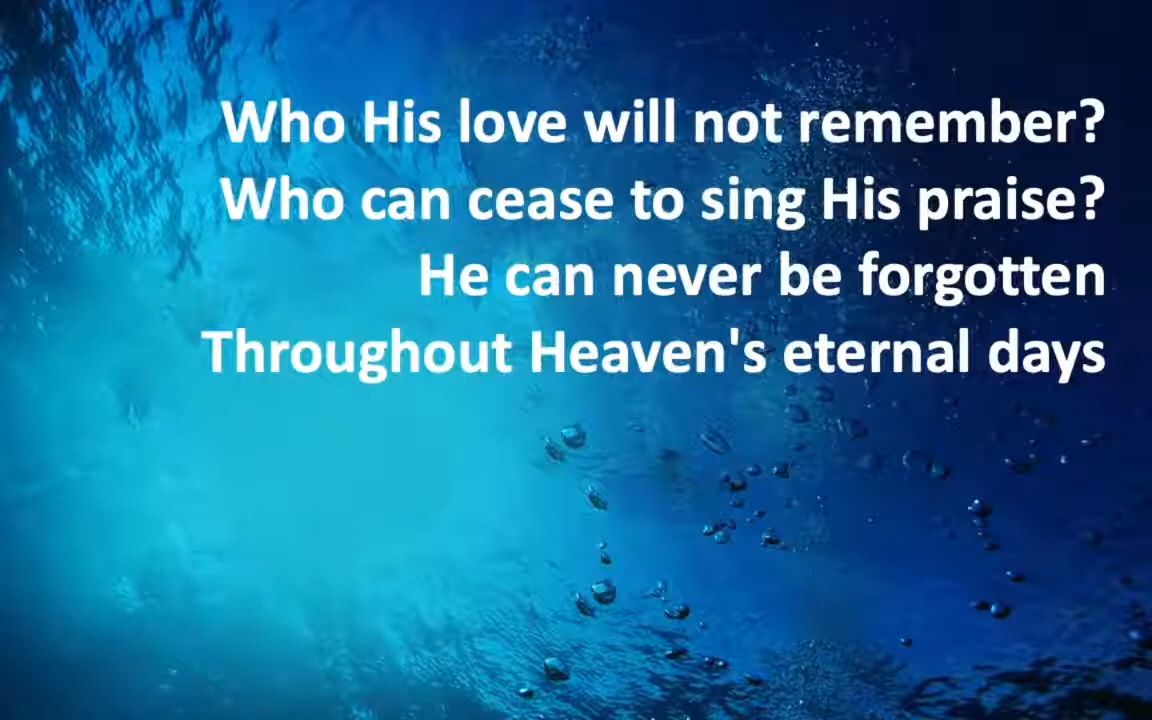 Who His love will not remember?
Who can cease to sing His praise?
He can never be forgotten
Throughout Heaven's eternal days